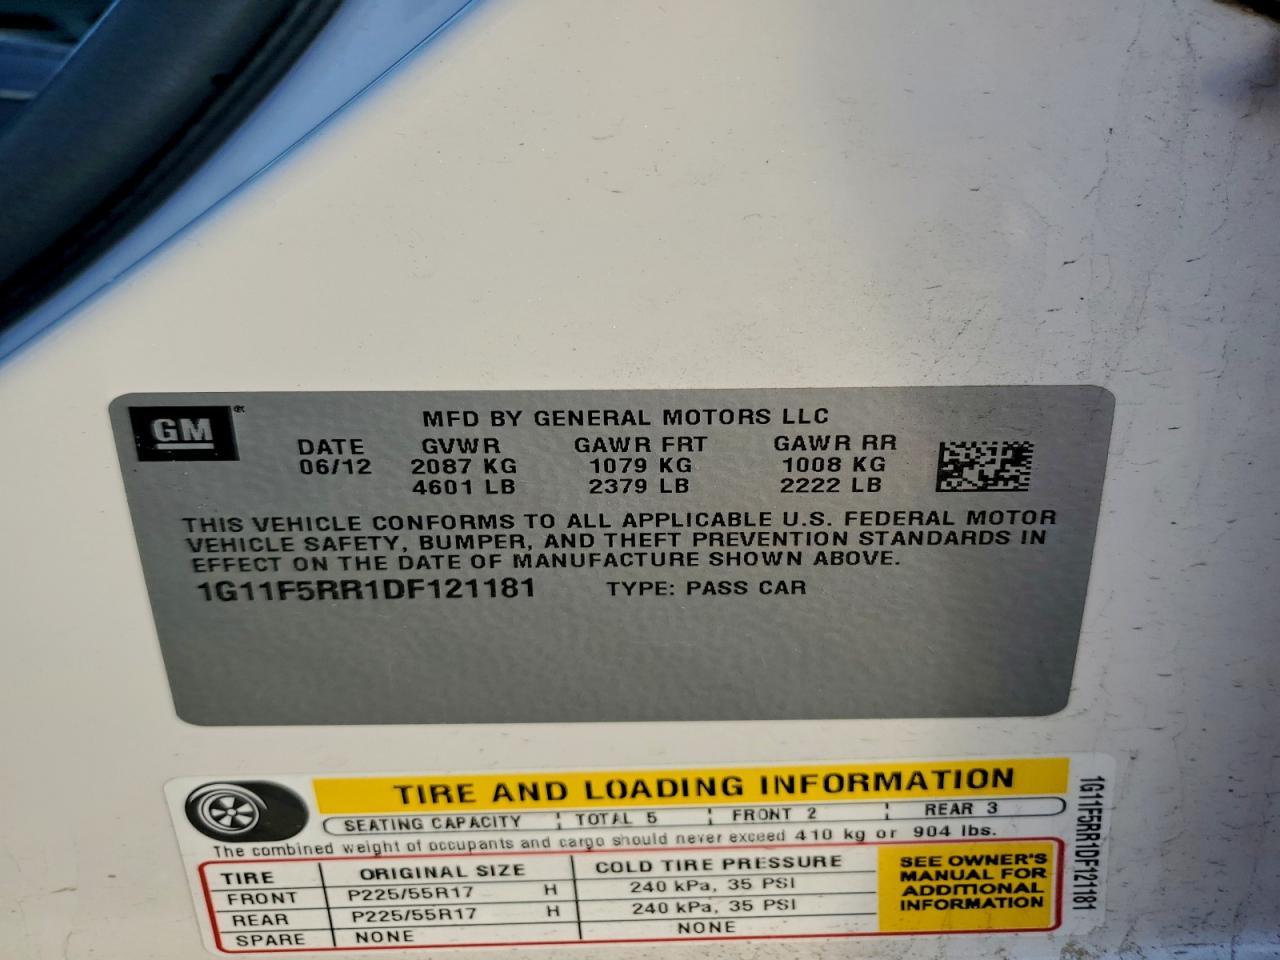 GM
MFD BY GENERAL MOTORS LLC
DATE GVWR GAWR FRT GAWR RR
06/12 2087 KG 1079 KG 1008 KG
4601 LB 2379 LB 2222 LB
THIS VEHICLE CONFORMS TO ALL APPLICABLE U.S. FEDERAL MOTOR
VEHICLE SAFETY, BUMPER, AND THEFT PREVENTION STANDARDS IN
EFFECT ON THE DATE OF MANUFACTURE SHOWN ABOVE.
1G11F5RR1DF121181 TYPE: PASS CAR
TIRE AND LOADING INFORMATION
SEATING CAPACITY TOTAL 5 FRONT 2 REAR 3
The combined weight of occupants and cargo should never exceed 410 kg or 904 lbs.
TIRE ORIGINAL SIZE COLD TIRE PRESSURE
FRONT P225/55R17 H 240 kPa, 35 PSI
REAR P225/55R17 H 240 kPa, 35 PSI
SPARE NONE NONE
SEE OWNER'S
MANUAL FOR
ADDITIONAL
INFORMATION
1G11F5RR1DF121181